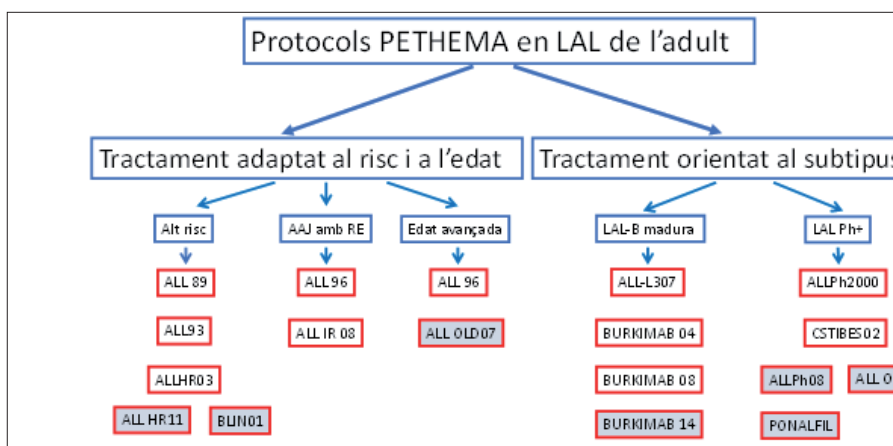 Protocols PETHEMA en LAL de l'adult
Tractament adaptat al risc i a l'edat
Tractament orientat al subtipus
Alt risc
AAJ amb RE
Edat avançada
LAL-B madura
LAL Ph+
ALL 89
ALL 96
ALL 96
ALL-L307
ALLPh2000
ALL93
ALL IR 08
ALL OLD07
BURKIMAB 04
CSTIBES02
ALLHR03
BURKIMAB 08
ALLPh08
ALL O
ALL HR11
BLIN01
BURKIMAB 14
PONALFIL